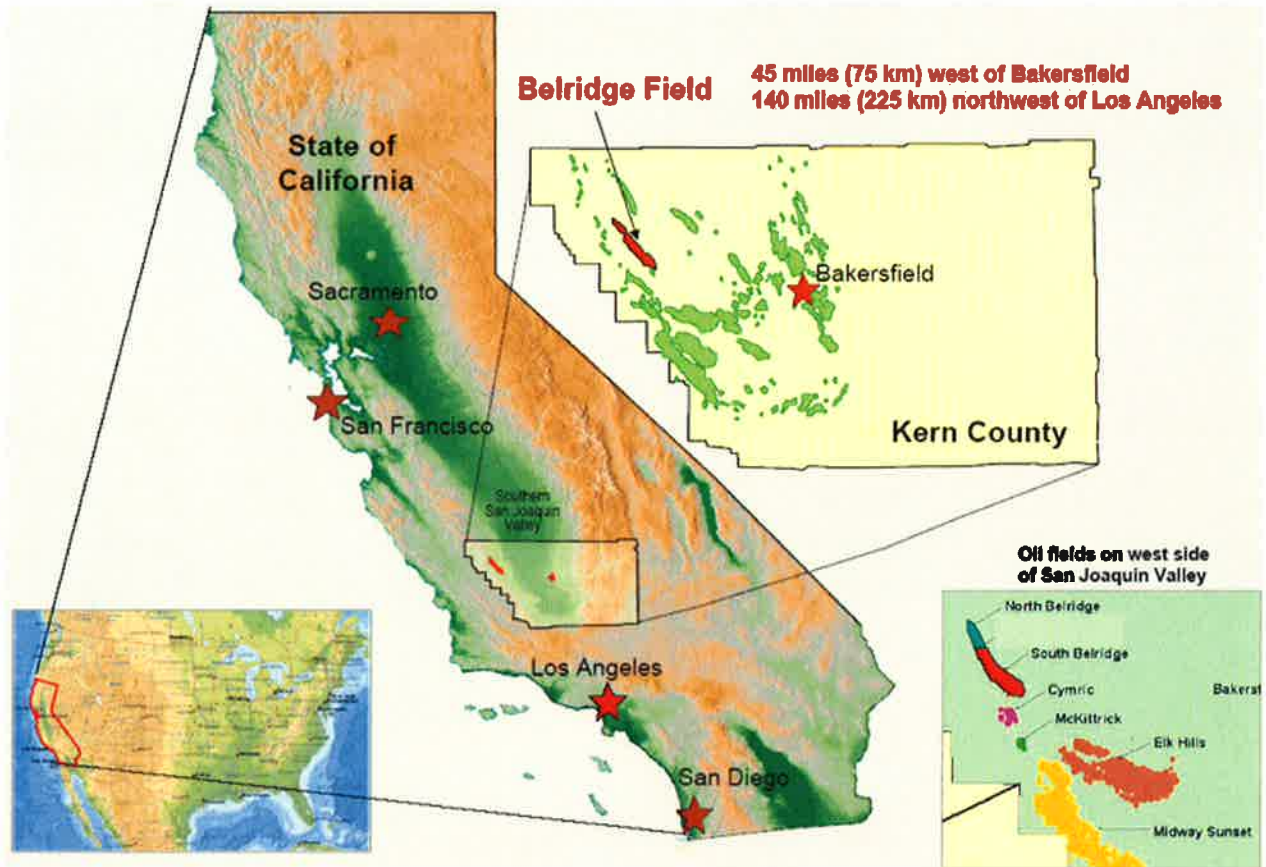 Belridge Field
45 miles (75 km) west of Bakersfield
140 miles (225 km) northwest of Los Angeles
State of
California
Sacramento
San Francisco
Bakersfield
Kern County
Southern
San Joaquin
Valley
Los Angeles
San Diego
Oil fields on west side
of San Joaquin Valley
North Belridge
South Belridge
Cymric
Bakerst
McKittrick
Elk Hills
Midway Sunset